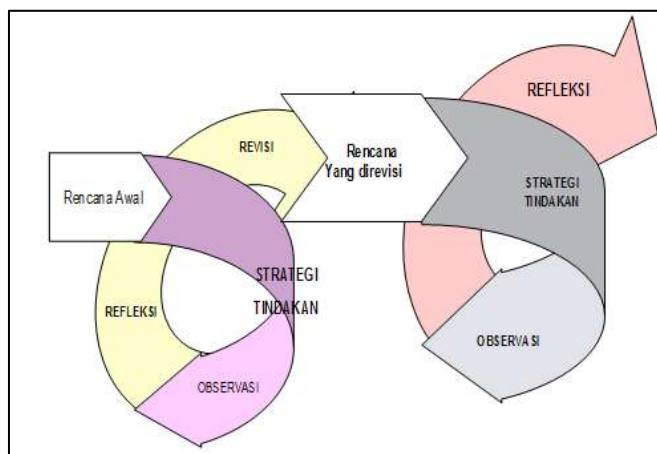 Rencana Awal
STRATEGI
TINDAKAN
OBSERVASI
REFLEKSI
REVISI
Rencana
Yang direvisi
STRATEGI
TINDAKAN
OBSERVASI
REFLEKSI